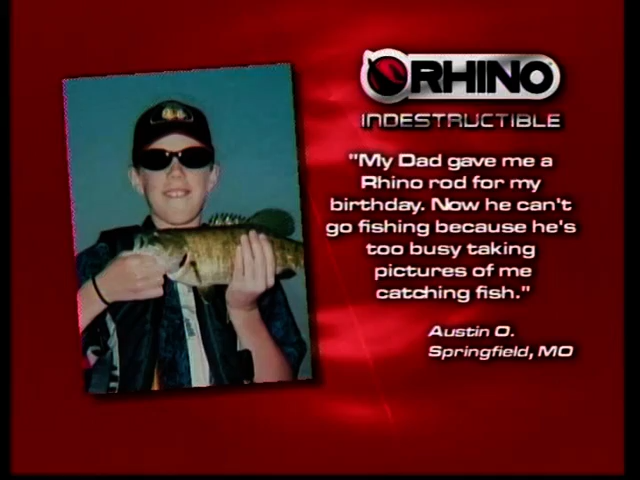 RHINO
INDESTRUCTIBLE
"My Dad gave me a
Rhino rod for my
birthday. Now he can't
go fishing because he's
too busy taking
pictures of me
catching fish."
Austin O.
Springfield, MO